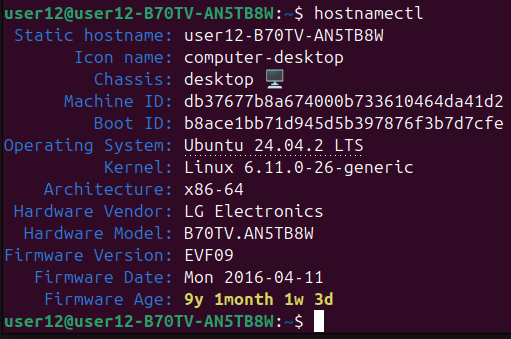 user12@user12-B70TV-AN5TB8W:~$ hostnamectl
Static hostname: user12-B70TV-AN5TB8W
Icon name: computer-desktop
Chassis: desktop 🖥️
Machine ID: db37677b8a674000b733610464da41d2
Boot ID: b8ace1bb71d945d5b397876f3b7d7cfe
Operating System: Ubuntu 24.04.2 LTS
Kernel: Linux 6.11.0-26-generic
Architecture: x86-64
Hardware Vendor: LG Electronics
Hardware Model: B70TV.AN5TB8W
Firmware Version: EVF09
Firmware Date: Mon 2016-04-11
Firmware Age: 9y 1month 1w 3d
user12@user12-B70TV-AN5TB8W:~$